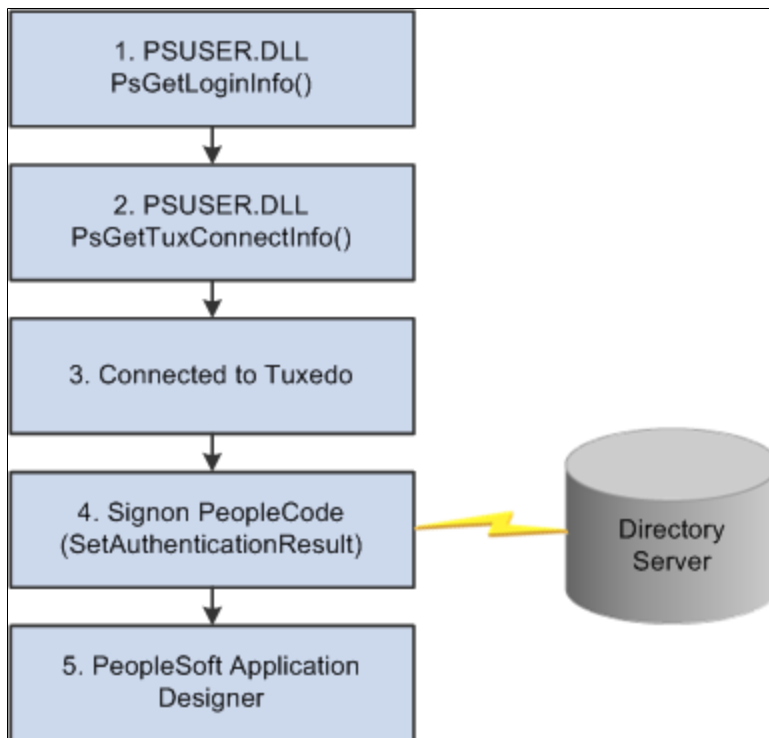 1. PSUSER.DLL
PsGetLoginInfo()
2. PSUSER.DLL
PsGetTuxConnectInfo()
3. Connected to Tuxedo
4. Signon PeopleCode
(SetAuthenticationResult)
Directory
Server
5. PeopleSoft Application
Designer